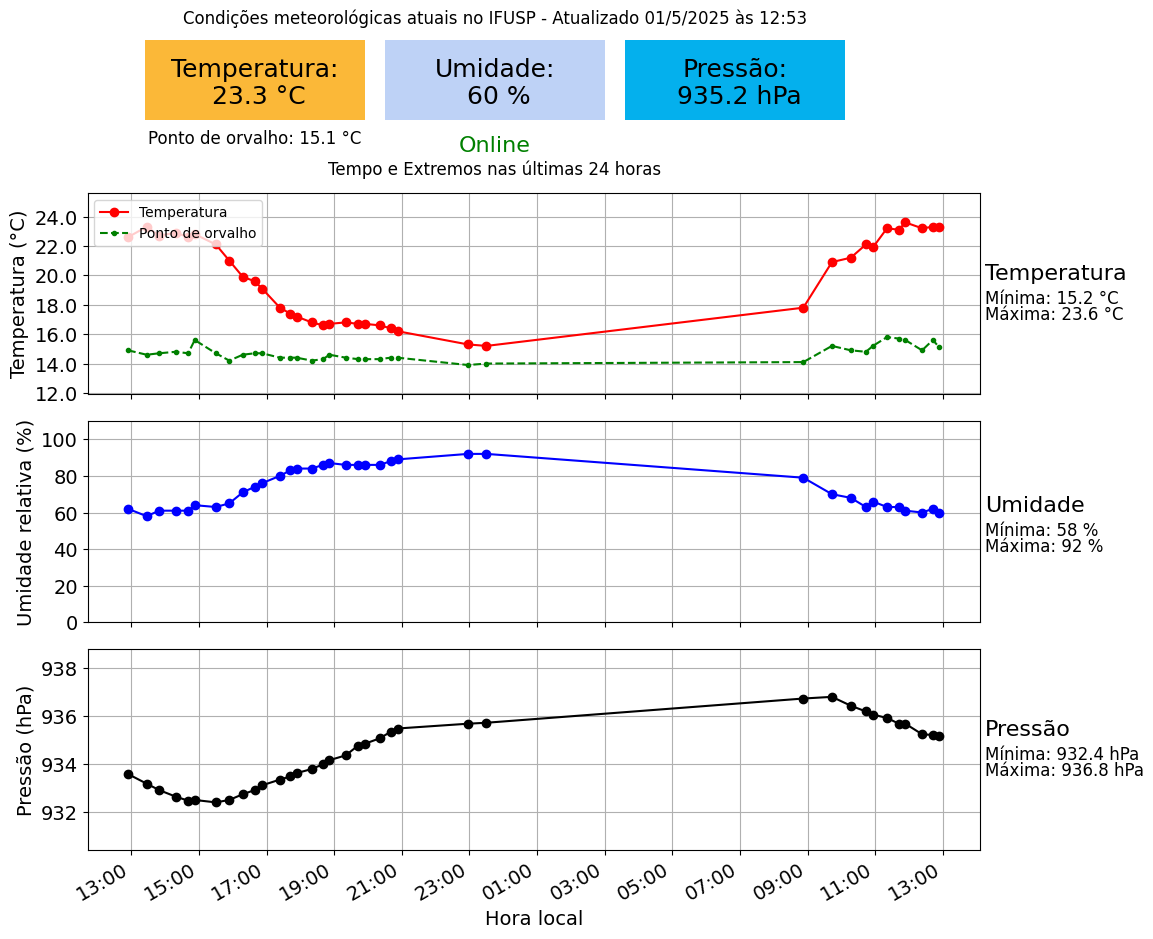 Condições meteorológicas atuais no IFUSP - Atualizado 01/5/2025 às 12:53
Temperatura:
23.3 °C
Umidade:
60 %
Pressão:
935.2 hPa
Ponto de orvalho: 15.1 °C
Online
Tempo e Extremos nas últimas 24 horas
Temperatura
Ponto de orvalho
Temperatura (°C)
24.0
22.0
20.0
18.0
16.0
14.0
12.0
Temperatura
Mínima: 15.2 °C
Máxima: 23.6 °C
Umidade relativa (%)
100
80
60
40
20
0
Umidade
Mínima: 58 %
Máxima: 92 %
Pressão (hPa)
938
936
934
932
Pressão
Mínima: 932.4 hPa
Máxima: 936.8 hPa
13:00 15:00 17:00 19:00 21:00 23:00 01:00 03:00 05:00 07:00 09:00 11:00 13:00
Hora local